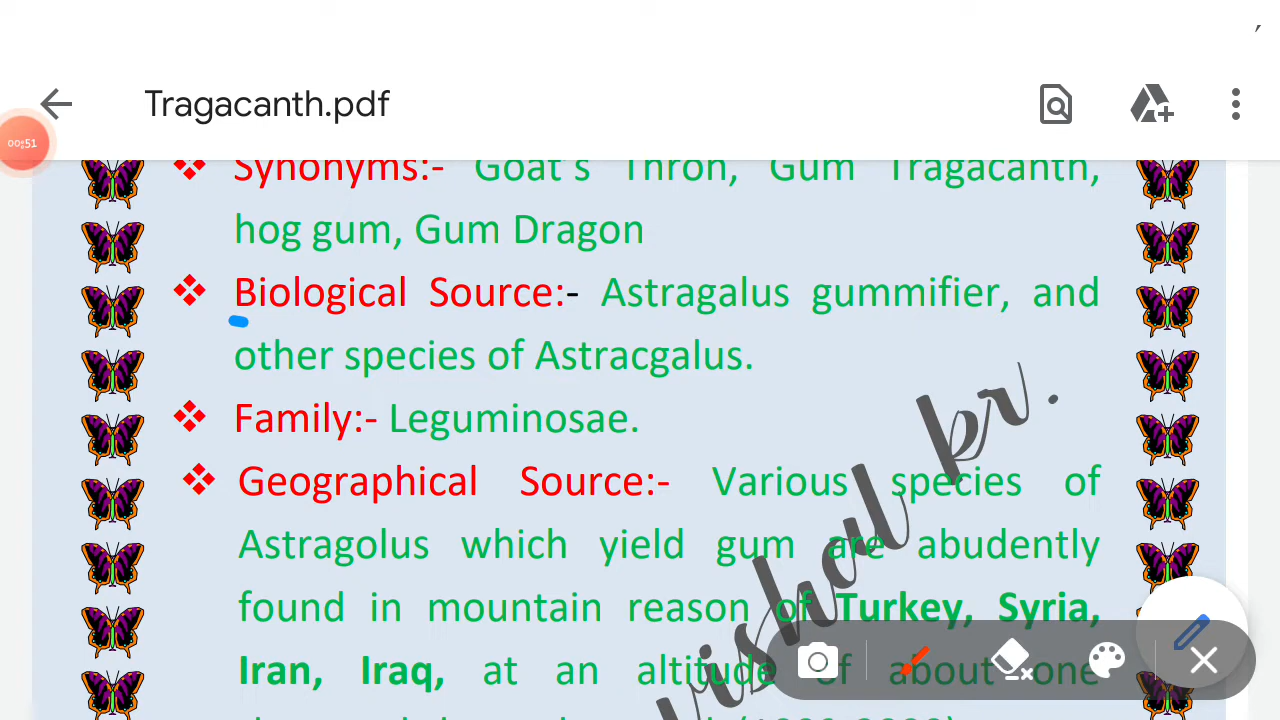 Tragacanth.pdf
00:51
❖ Synonyms:- Goat's Thron, Gum Tragacanth,
hog gum, Gum Dragon
❖ Biological Source:- Astragalus gummifier, and
other species of Astracgalus.
❖ Family:- Leguminosae.
❖ Geographical Source:- Various species of
Astragolus which yield gum are abudently
found in mountain reason of Turkey, Syria,
Iran, Iraq, at an altitude of about one
vishal pr.